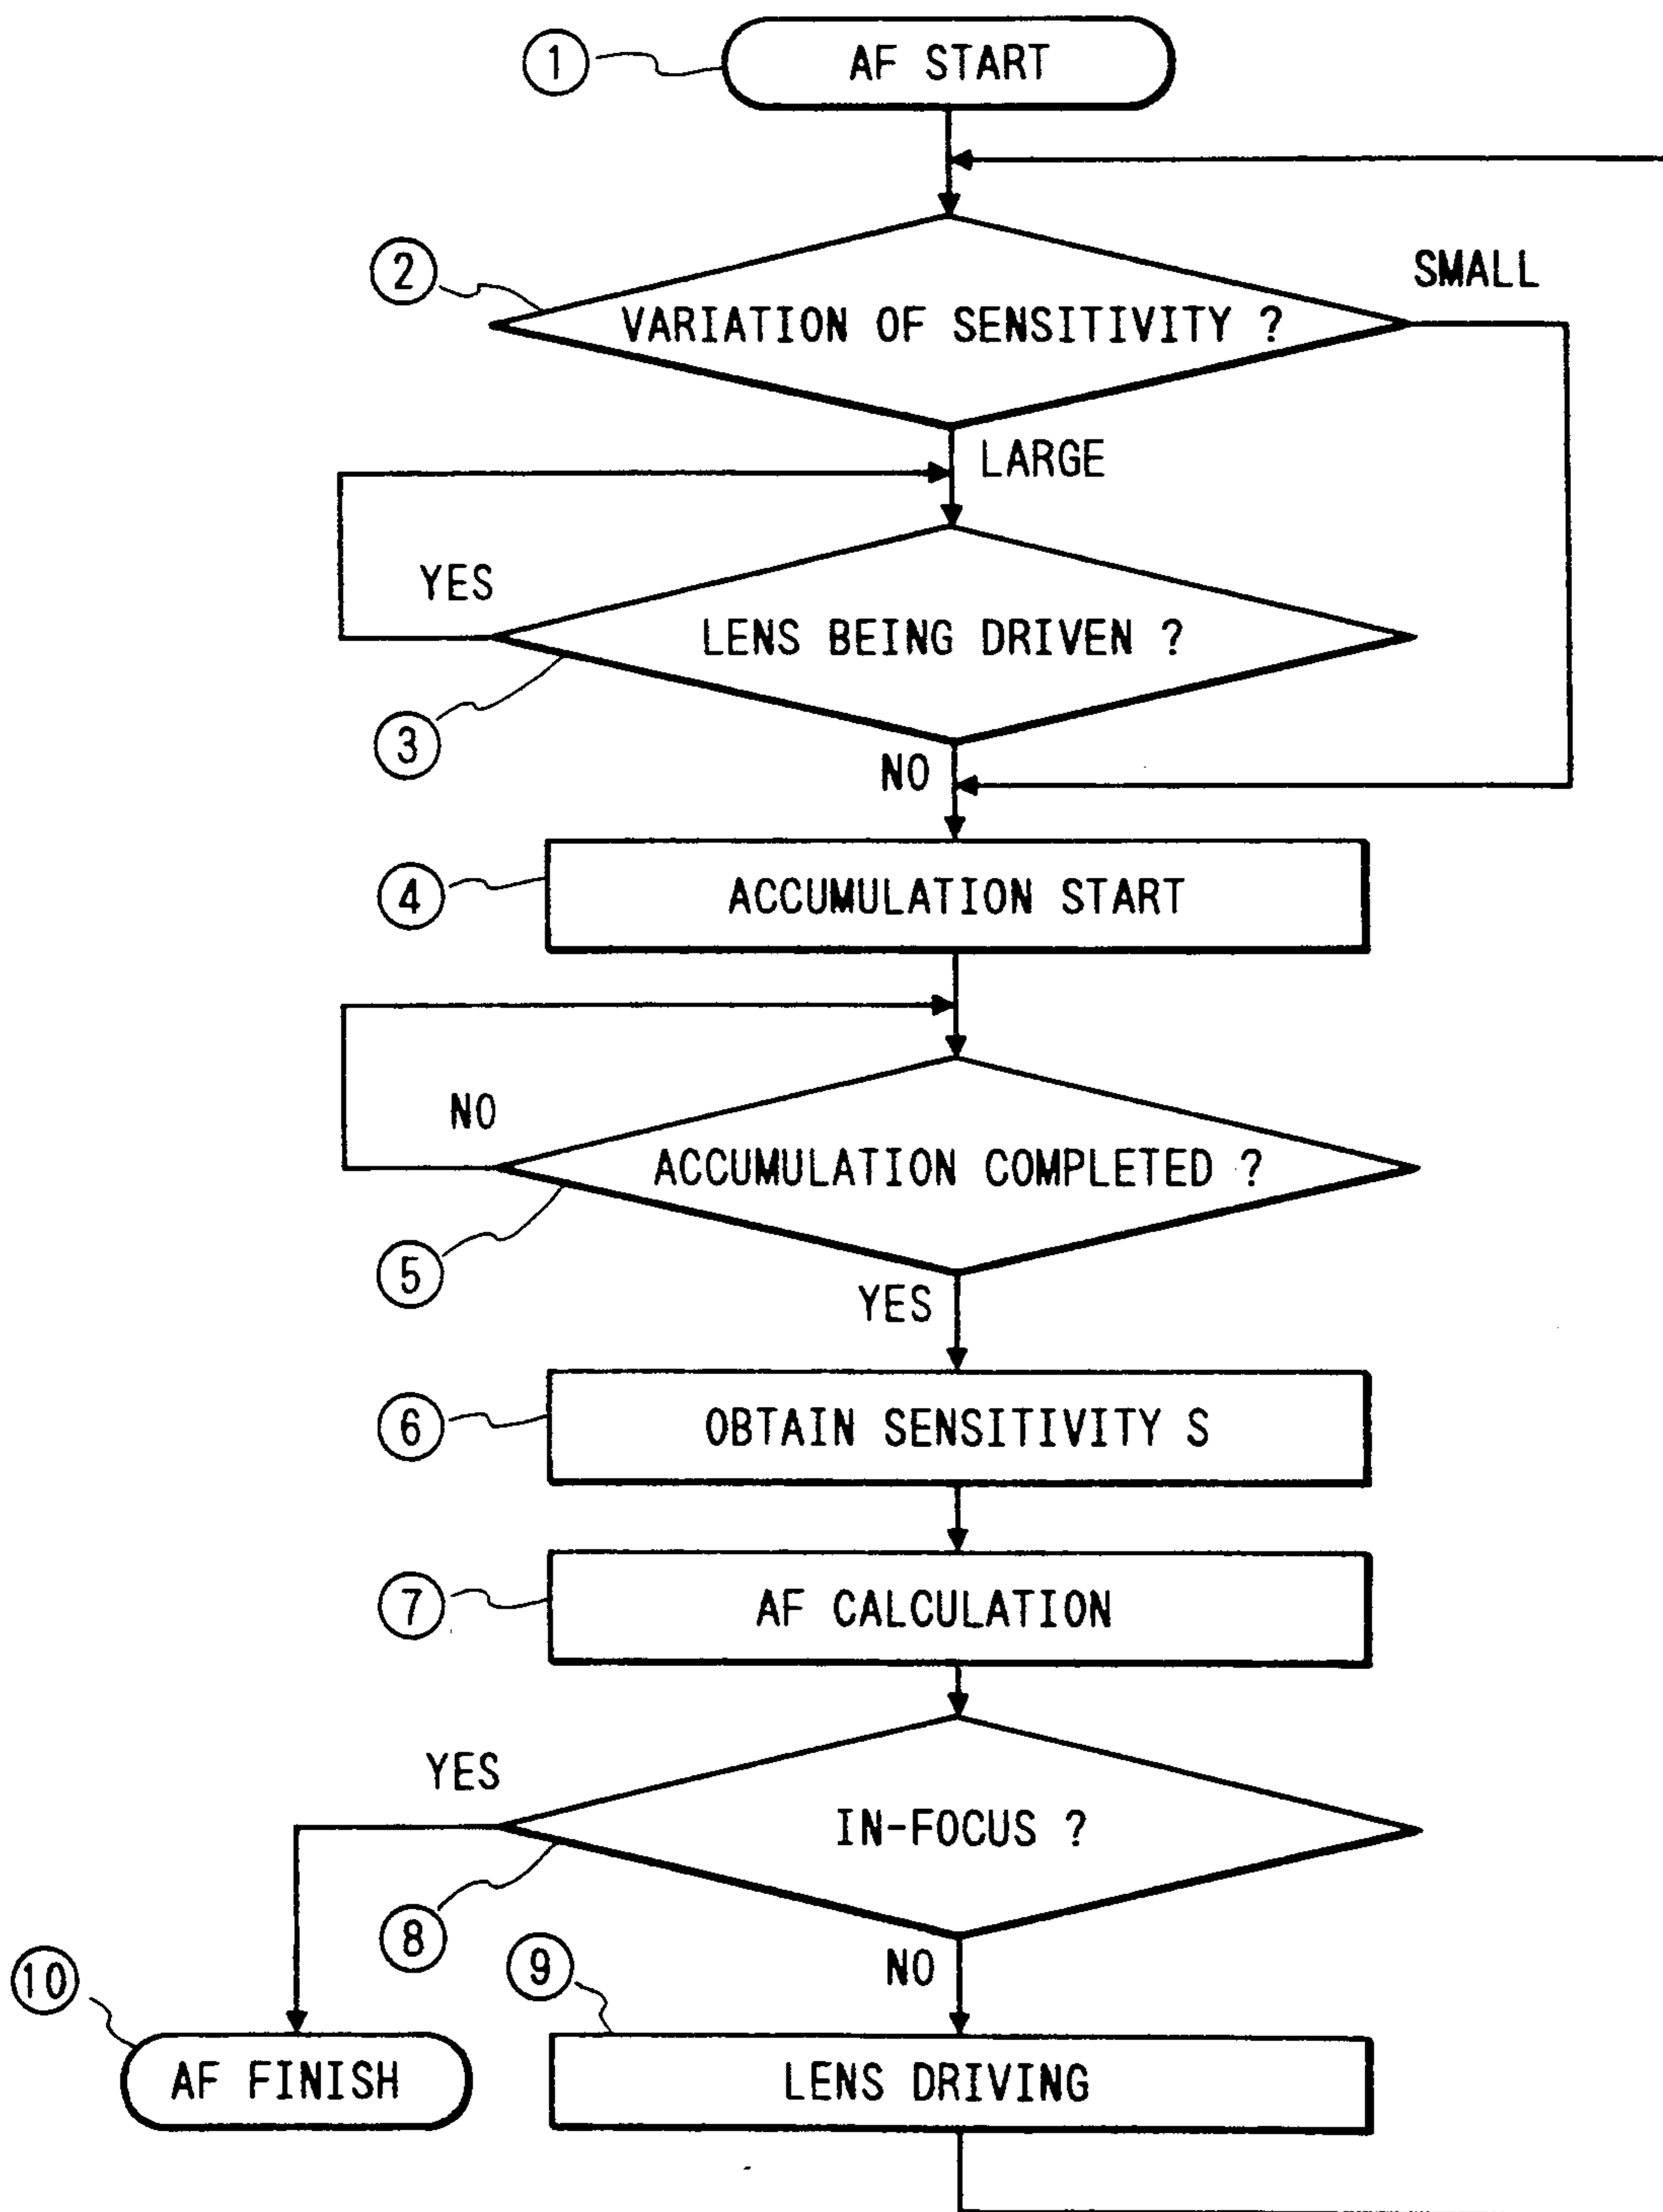 1
AF START
2
SMALL
VARIATION OF SENSITIVITY ?
LARGE
YES
LENS BEING DRIVEN ?
3
NO
4
ACCUMULATION START
NO
ACCUMULATION COMPLETED ?
5
YES
6
OBTAIN SENSITIVITY S
7
AF CALCULATION
YES
IN-FOCUS ?
8
NO
9
10
AF FINISH
LENS DRIVING